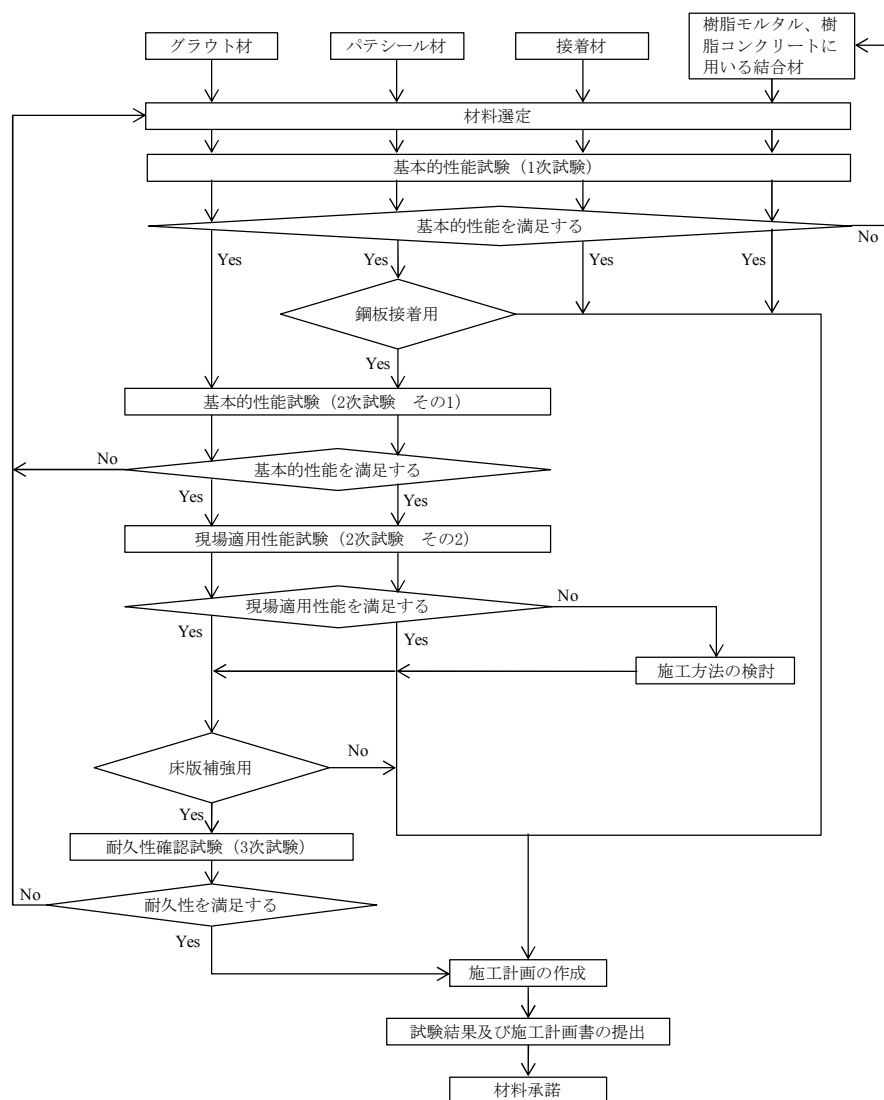 グラウト材
パテシール材
接着材
樹脂モルタル、樹
脂コンクリートに
用いる結合材
材料選定
基本的性能試験（1次試験）
基本的性能を満足する
No
Yes
Yes
Yes
Yes
鋼板接着用
Yes
基本的性能試験（2次試験　その1）
No
基本的性能を満足する
Yes
Yes
現場適用性能試験（2次試験　その2）
現場適用性能を満足する
No
Yes
Yes
施工方法の検討
床版補強用
No
Yes
耐久性確認試験（3次試験）
No
耐久性を満足する
Yes
施工計画の作成
試験結果及び施工計画書の提出
材料承諾